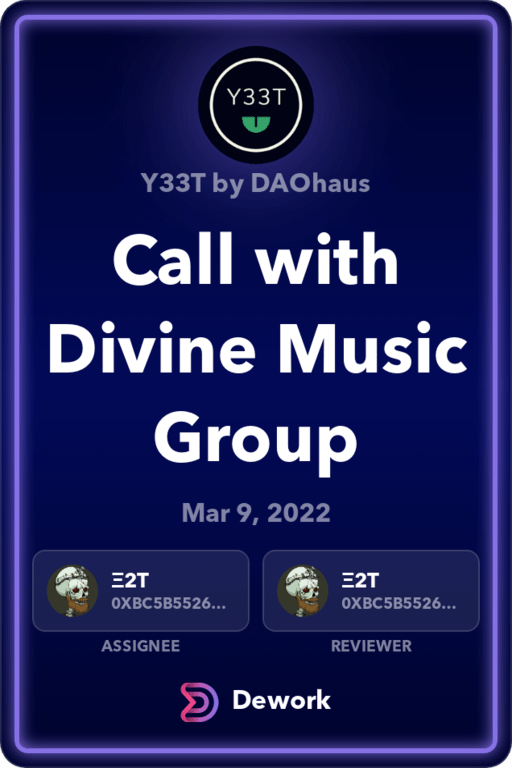 Y33T
Y33T by DAOhaus
Call with
Divine Music
Group
Mar 9, 2022
Ξ2T
0XBC5B5526...
ASSIGNEE
Ξ2T
0XBC5B5526...
REVIEWER
Dework